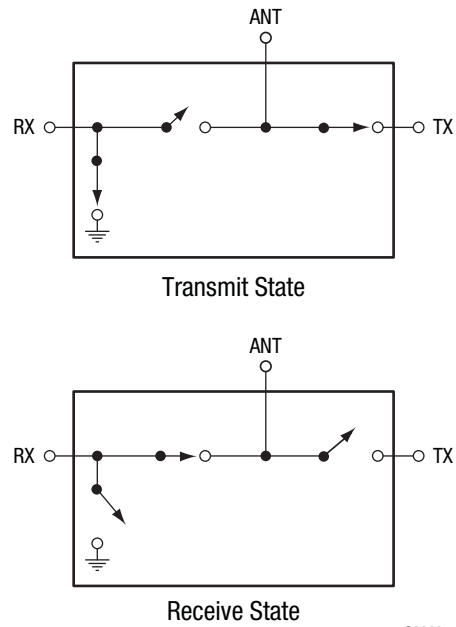 ANT
RX
TX
Transmit State
ANT
RX
TX
Receive State